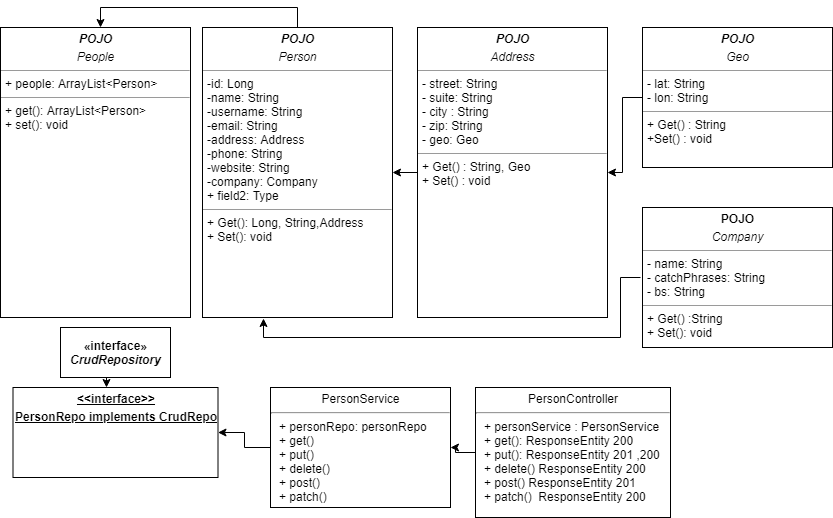 POJO
People
+ people: ArrayList<Person>
+ get(): ArrayList<Person>
+ set(): void
POJO
Person
-id: Long
-name: String
-username: String
-email: String
-address: Address
-phone: String
-website: String
-company: Company
+ field2: Type
+ Get(): Long, String,Address
+ Set(): void
POJO
Address
- street: String
- suite: String
- city : String
- zip: String
- geo: Geo
+ Get() : String, Geo
+ Set() : void
POJO
Geo
- lat: String
- lon: String
+ Get() : String
+Set() : void
POJO
Company
- name: String
- catchPhrases: String
- bs: String
+ Get() :String
+ Set(): void
«interface»
CrudRepository
<<interface>>
PersonRepo implements CrudRepo
PersonService
+ personRepo: personRepo
+ get()
+ put()
+ delete()
+ post()
+ patch()
PersonController
+ personService : PersonService
+ get(): ResponseEntity 200
+ put(): ResponseEntity 201 ,200
+ delete() ResponseEntity 200
+ post() ResponseEntity 201
+ patch()  ResponseEntity 200